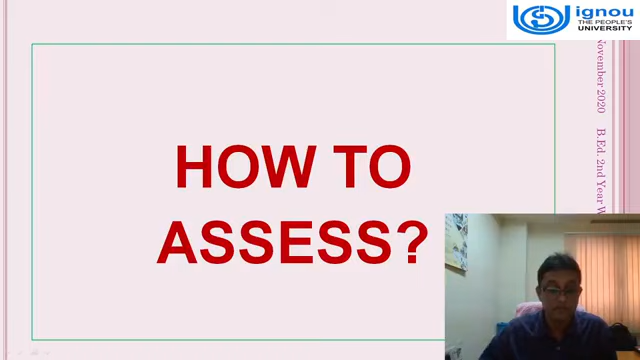 ignou
THE PEOPLE'S
UNIVERSITY
HOW TO
ASSESS?
November 2020
B.Ed. 2nd Year